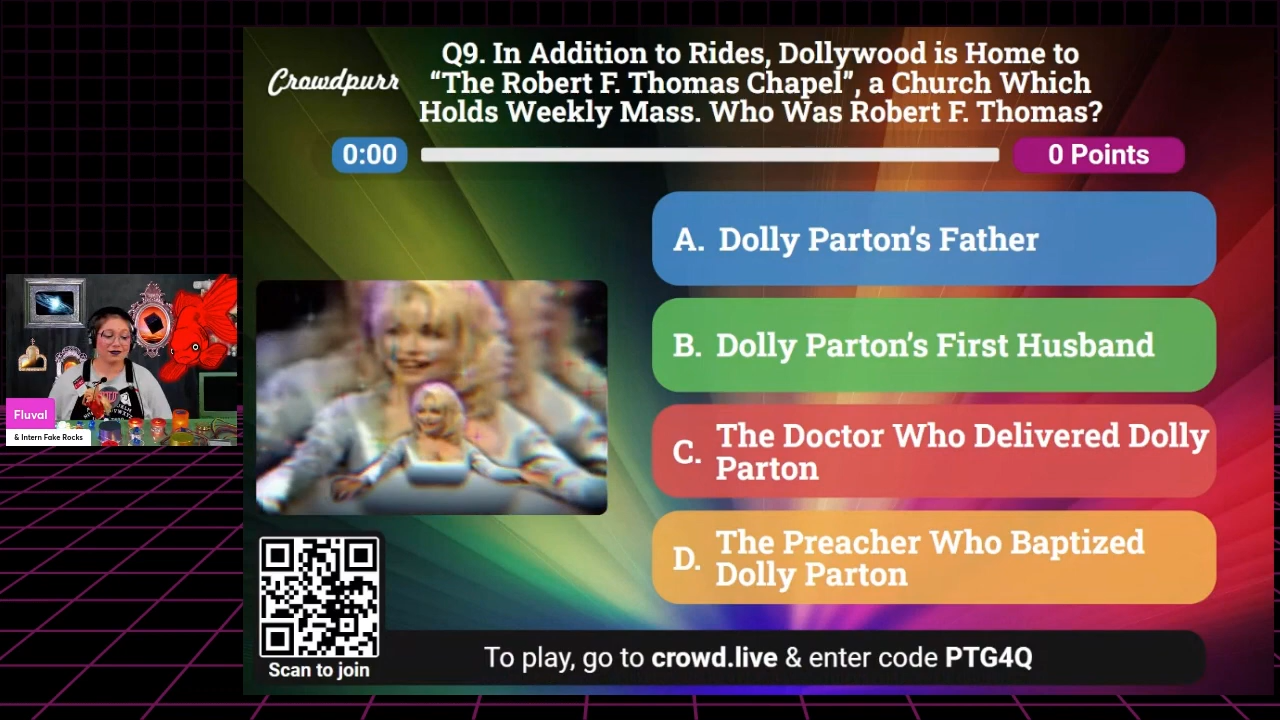 Crowdpurr
Q9. In Addition to Rides, Dollywood is Home to
“The Robert F. Thomas Chapel”, a Church Which
Holds Weekly Mass. Who Was Robert F. Thomas?
0:00
0 Points
A. Dolly Parton’s Father
B. Dolly Parton’s First Husband
C. The Doctor Who Delivered Dolly
Parton
D. The Preacher Who Baptized
Dolly Parton
Fluval
& Intern Fake Rocks
Scan to join
To play, go to crowd.live & enter code PTG4Q